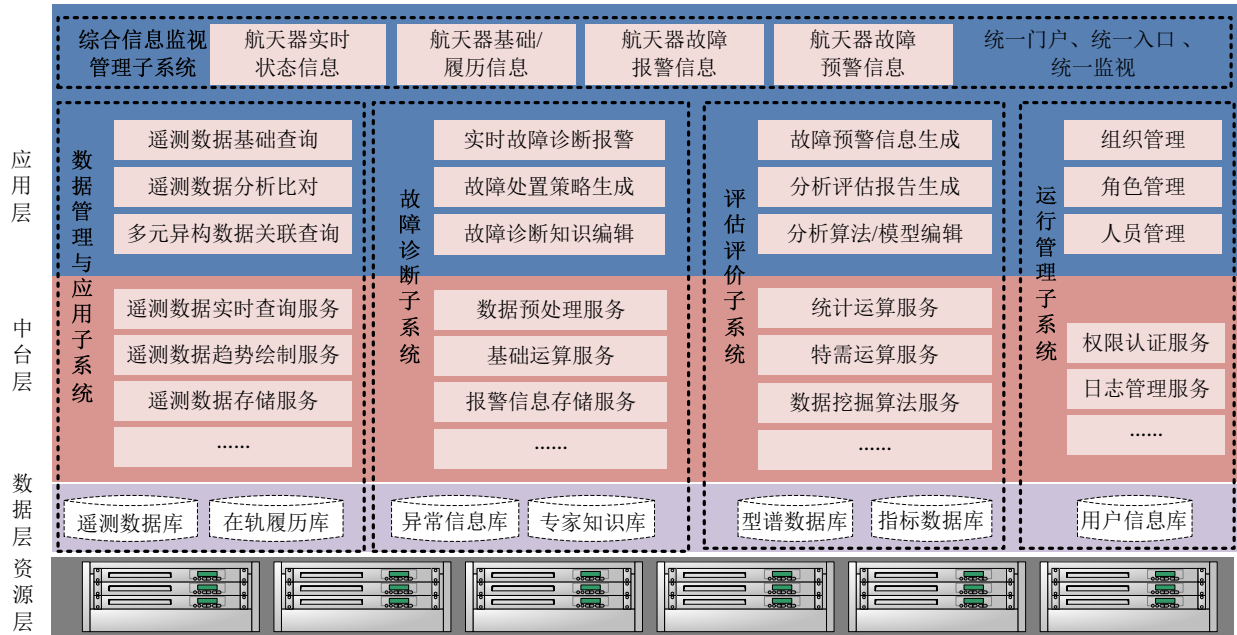 综合信息监视
管理子系统
航天器实时
状态信息
航天器基础/
履历信息
航天器故障
报警信息
航天器故障
预警信息
统一门户、统一入口、
统一监视
应用层
中台层
数据层
资源层
数据管理与应用子系统
遥测数据基础查询
遥测数据分析比对
多元异构数据关联查询
遥测数据实时查询服务
遥测数据趋势绘制服务
遥测数据存储服务
......
遥测数据库
在轨履历库
故障诊断子系统
实时故障诊断报警
故障处置策略生成
故障诊断知识编辑
数据预处理服务
基础运算服务
报警信息存储服务
......
异常信息库
专家知识库
评估评价子系统
故障预警信息生成
分析评估报告生成
分析算法/模型编辑
统计运算服务
特需运算服务
数据挖掘算法服务
......
型谱数据库
指标数据库
运行管理子系统
组织管理
角色管理
人员管理
权限认证服务
日志管理服务
......
用户信息库